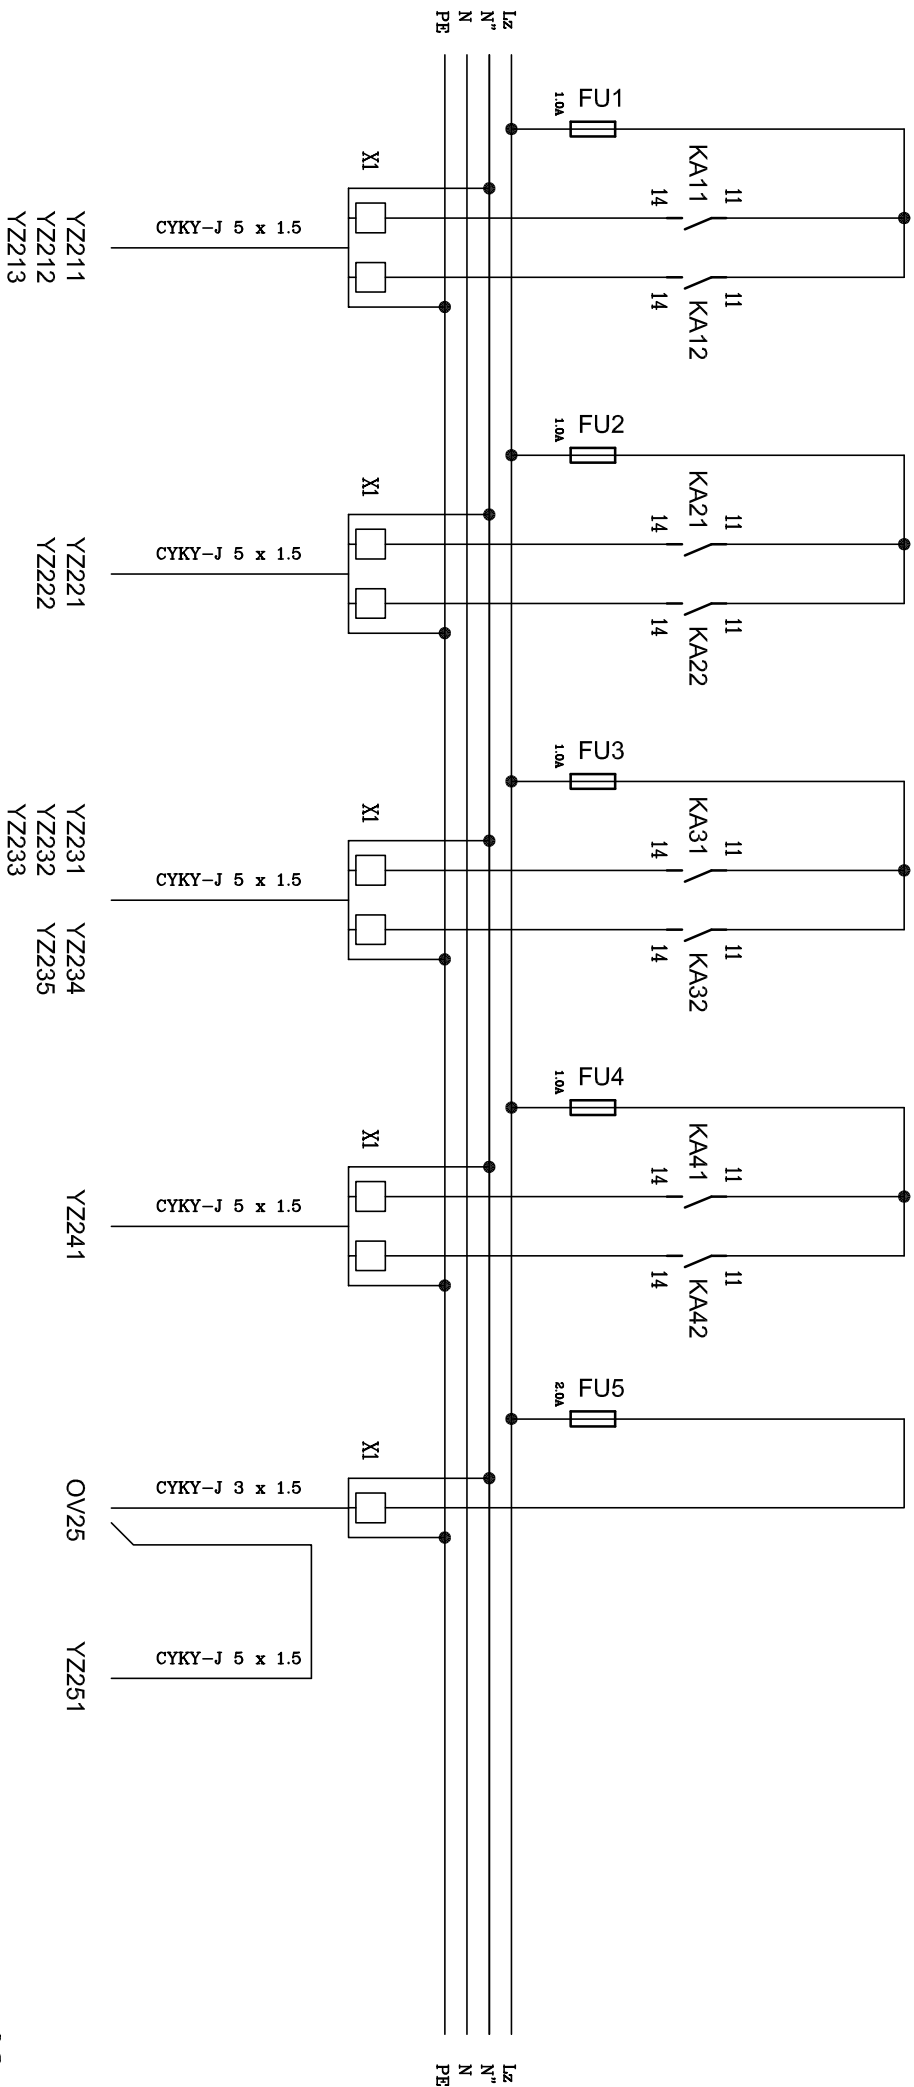 Lz
N"
N
PE
FU1
1.0A
KA11
11
14
11
14
KA12
X1
CYKY-J 5 x 1.5
YZ211
YZ212
YZ213
FU2
1.0A
KA21
11
14
11
14
KA22
X1
CYKY-J 5 x 1.5
YZ221
YZ222
FU3
1.0A
KA31
11
14
11
14
KA32
X1
CYKY-J 5 x 1.5
YZ231
YZ232
YZ233
YZ234
YZ235
FU4
1.0A
KA41
11
14
11
14
KA42
X1
CYKY-J 5 x 1.5
YZ241
FU5
2.0A
X1
CYKY-J 3 x 1.5
OV25
CYKY-J 5 x 1.5
YZ251
Lz
N"
N
PE